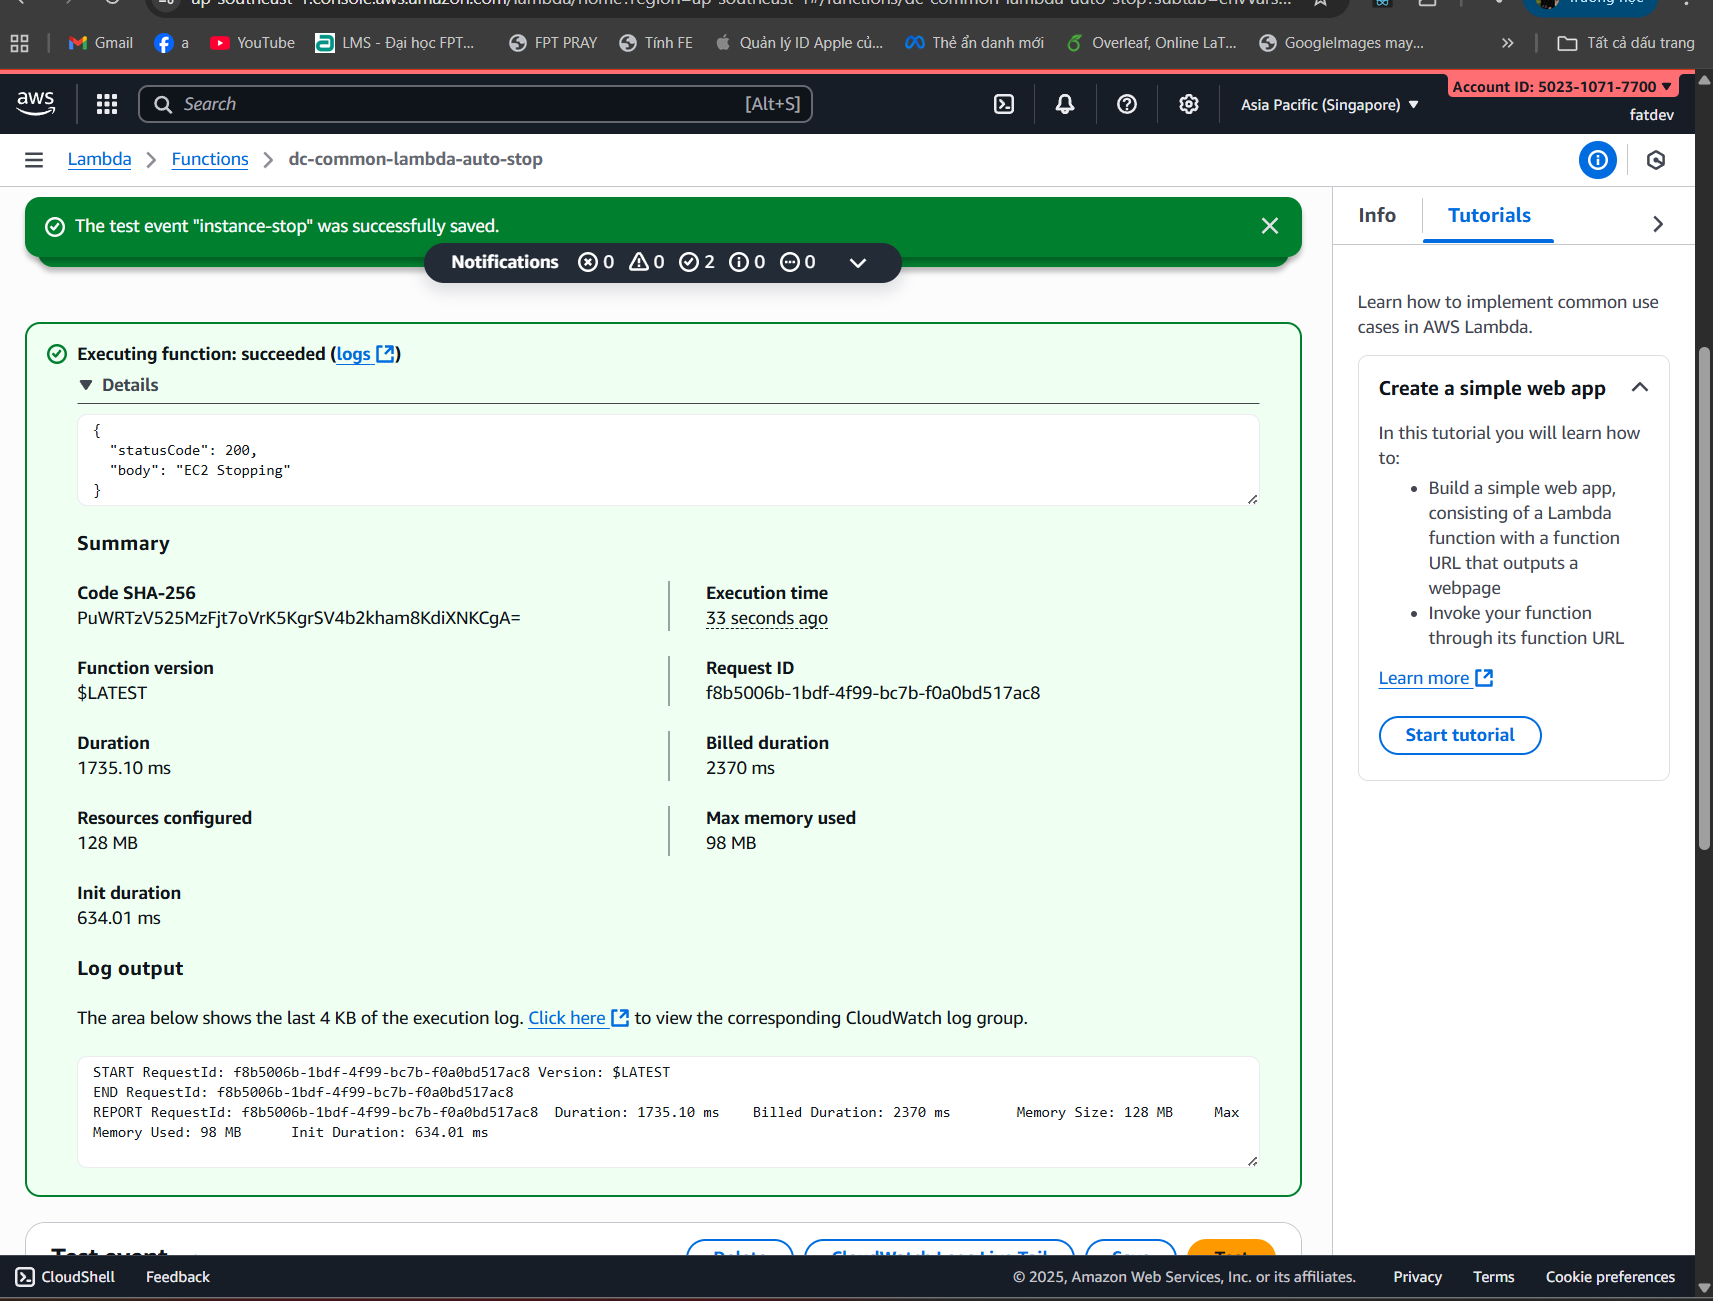 Gmail
a
YouTube
LMS - Đại học FPT...
FPT PRAY
Tính FE
Quản lý ID Apple củ...
Thẻ ẩn danh mới
Overleaf, Online LaT...
GoogleImages may...
»
Tất cả dấu trang
aws
Search
[Alt+S]
Asia Pacific (Singapore)
Account ID: 5023-1071-7700
fatdev
Lambda
Functions
dc-common-lambda-auto-stop
The test event "instance-stop" was successfully saved.
Notifications 0 0 2 0 0
Executing function: succeeded (logs)
Details
{
"statusCode": 200,
"body": "EC2 Stopping"
}
Summary
Code SHA-256
PuWRTzV525MzFjt7oVrK5KgrSV4b2kham8KdiXNKCgA=
Execution time
33 seconds ago
Function version
$LATEST
Request ID
f8b5006b-1bdf-4f99-bc7b-f0a0bd517ac8
Duration
1735.10 ms
Billed duration
2370 ms
Resources configured
128 MB
Max memory used
98 MB
Init duration
634.01 ms
Log output
The area below shows the last 4 KB of the execution log. Click here to view the corresponding CloudWatch log group.
START RequestId: f8b5006b-1bdf-4f99-bc7b-f0a0bd517ac8 Version: $LATEST
END RequestId: f8b5006b-1bdf-4f99-bc7b-f0a0bd517ac8
REPORT RequestId: f8b5006b-1bdf-4f99-bc7b-f0a0bd517ac8 Duration: 1735.10 ms Billed Duration: 2370 ms Memory Size: 128 MB Max
Memory Used: 98 MB Init Duration: 634.01 ms
Test event
Delete
CloudWatch Logs Live Tail
Save
Test
Info
Tutorials
Learn how to implement common use
cases in AWS Lambda.
Create a simple web app
In this tutorial you will learn how
to:
• Build a simple web app,
consisting of a Lambda
function with a function
URL that outputs a
webpage
• Invoke your function
through its function URL
Learn more
Start tutorial
CloudShell
Feedback
© 2025, Amazon Web Services, Inc. or its affiliates.
Privacy
Terms
Cookie preferences